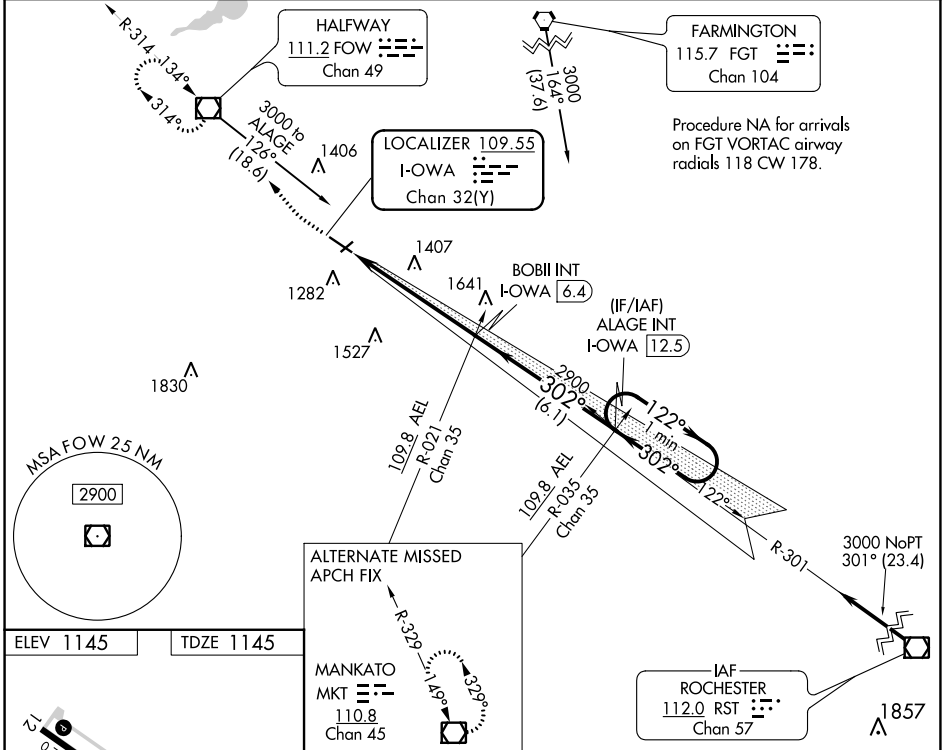 R-314
134°
314°
HALFWAY
111.2 FOW
Chan 49
3000 to
ALAGE
126°
(18.6)
3000
164°
(37.6)
FARMINGTON
115.7 FGT
Chan 104
Procedure NA for arrivals
on FGT VORTAC airway
radials 118 CW 178.
1406
LOCALIZER 109.55
I-OWA
Chan 32(Y)
1407
1282
1641
1527
1830
BOBII INT
I-OWA 6.4
(IF/IAF)
ALAGE INT
I-OWA 12.5
2900
302°
(6.1)
122°
1 min
302°
122°
109.8 AEL
R-021
Chan 35
109.8 AEL
R-035
Chan 35
R-301
3000 NoPT
301° (23.4)
MSA FOW 25 NM
2900
ALTERNATE MISSED
APCH FIX
R-329
149°
329°
MANKATO
MKT
110.8
Chan 45
IAF
ROCHESTER
112.0 RST
Chan 57
1857
ELEV 1145
TDZE 1145
12
P